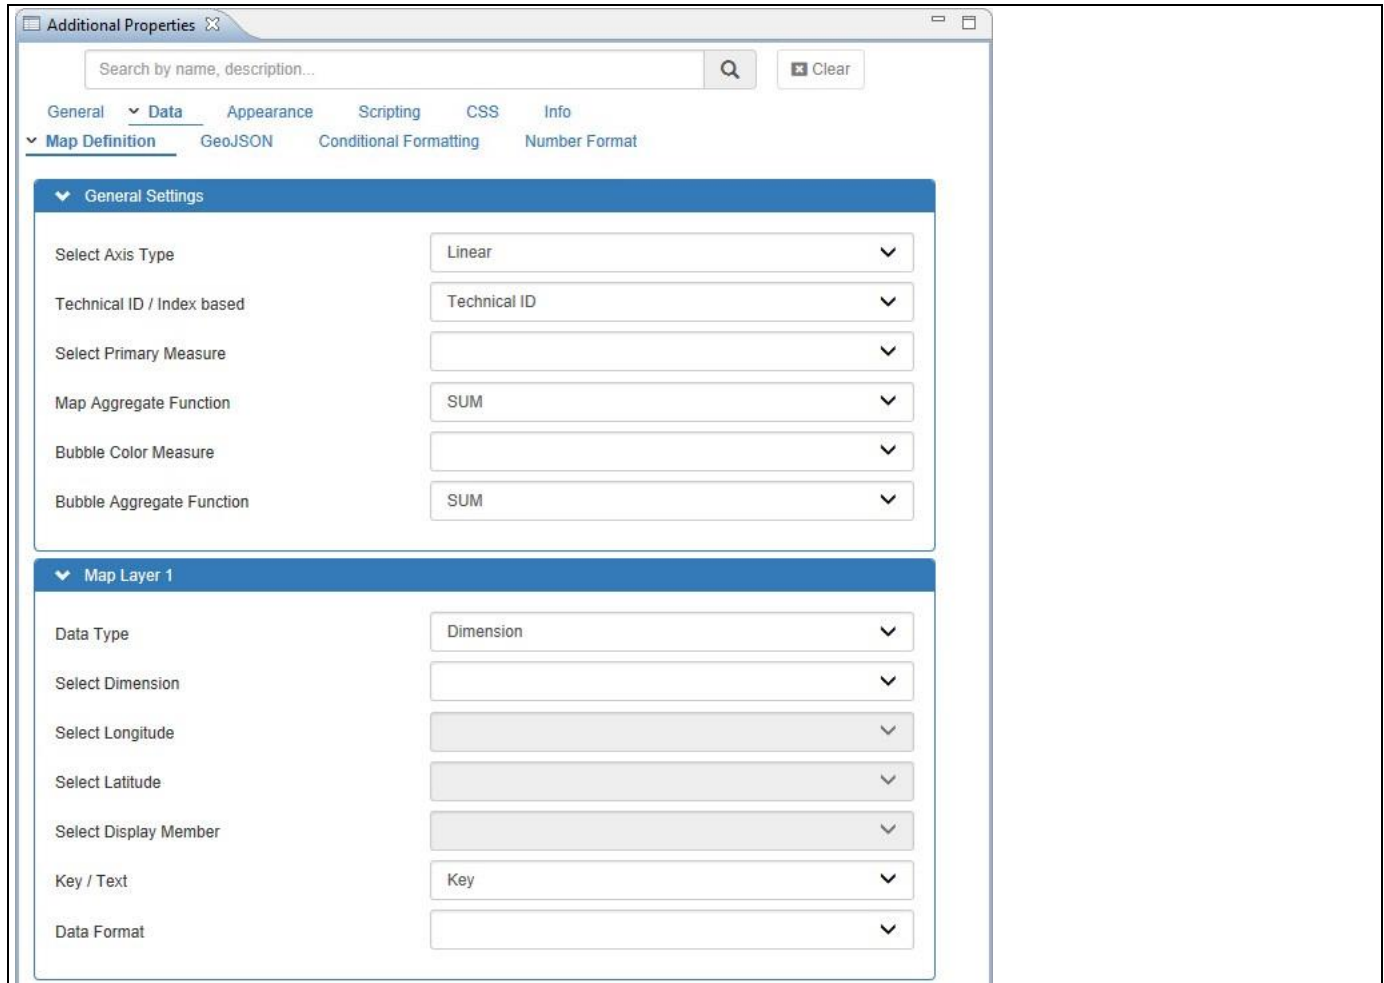 Additional Properties
Search by name, description...
Clear
General Data Appearance Scripting CSS Info
Map Definition GeoJSON Conditional Formatting Number Format
General Settings
Select Axis Type Linear
Technical ID / Index based Technical ID
Select Primary Measure
Map Aggregate Function SUM
Bubble Color Measure
Bubble Aggregate Function SUM
Map Layer 1
Data Type Dimension
Select Dimension
Select Longitude
Select Latitude
Select Display Member
Key / Text Key
Data Format